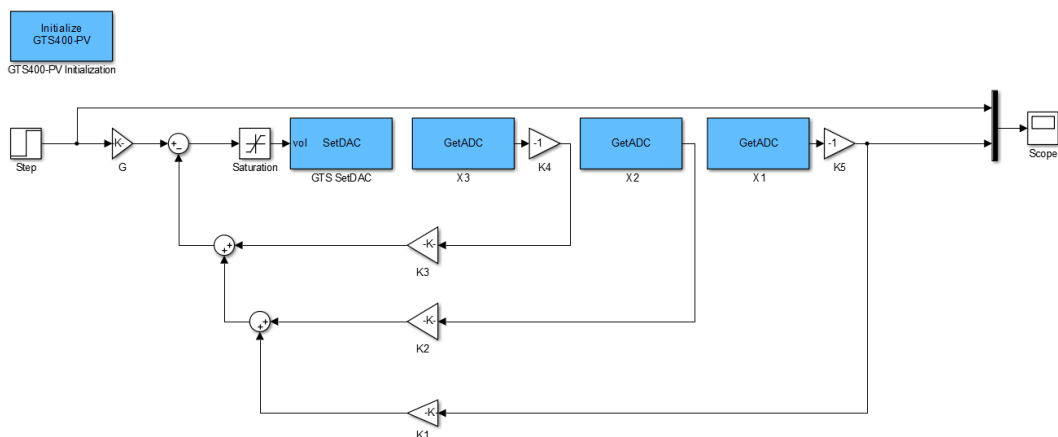 Initialize
GTS400-PV
GTS400-PV Initialization
Step
K-
G
+
−
Saturation
vol
SetDAC
GTS SetDAC
GetADC
X3
-1
K4
GetADC
X2
GetADC
X1
-1
K5
Scope
+
+
-K-
K3
+
+
-K-
K2
-K
K1